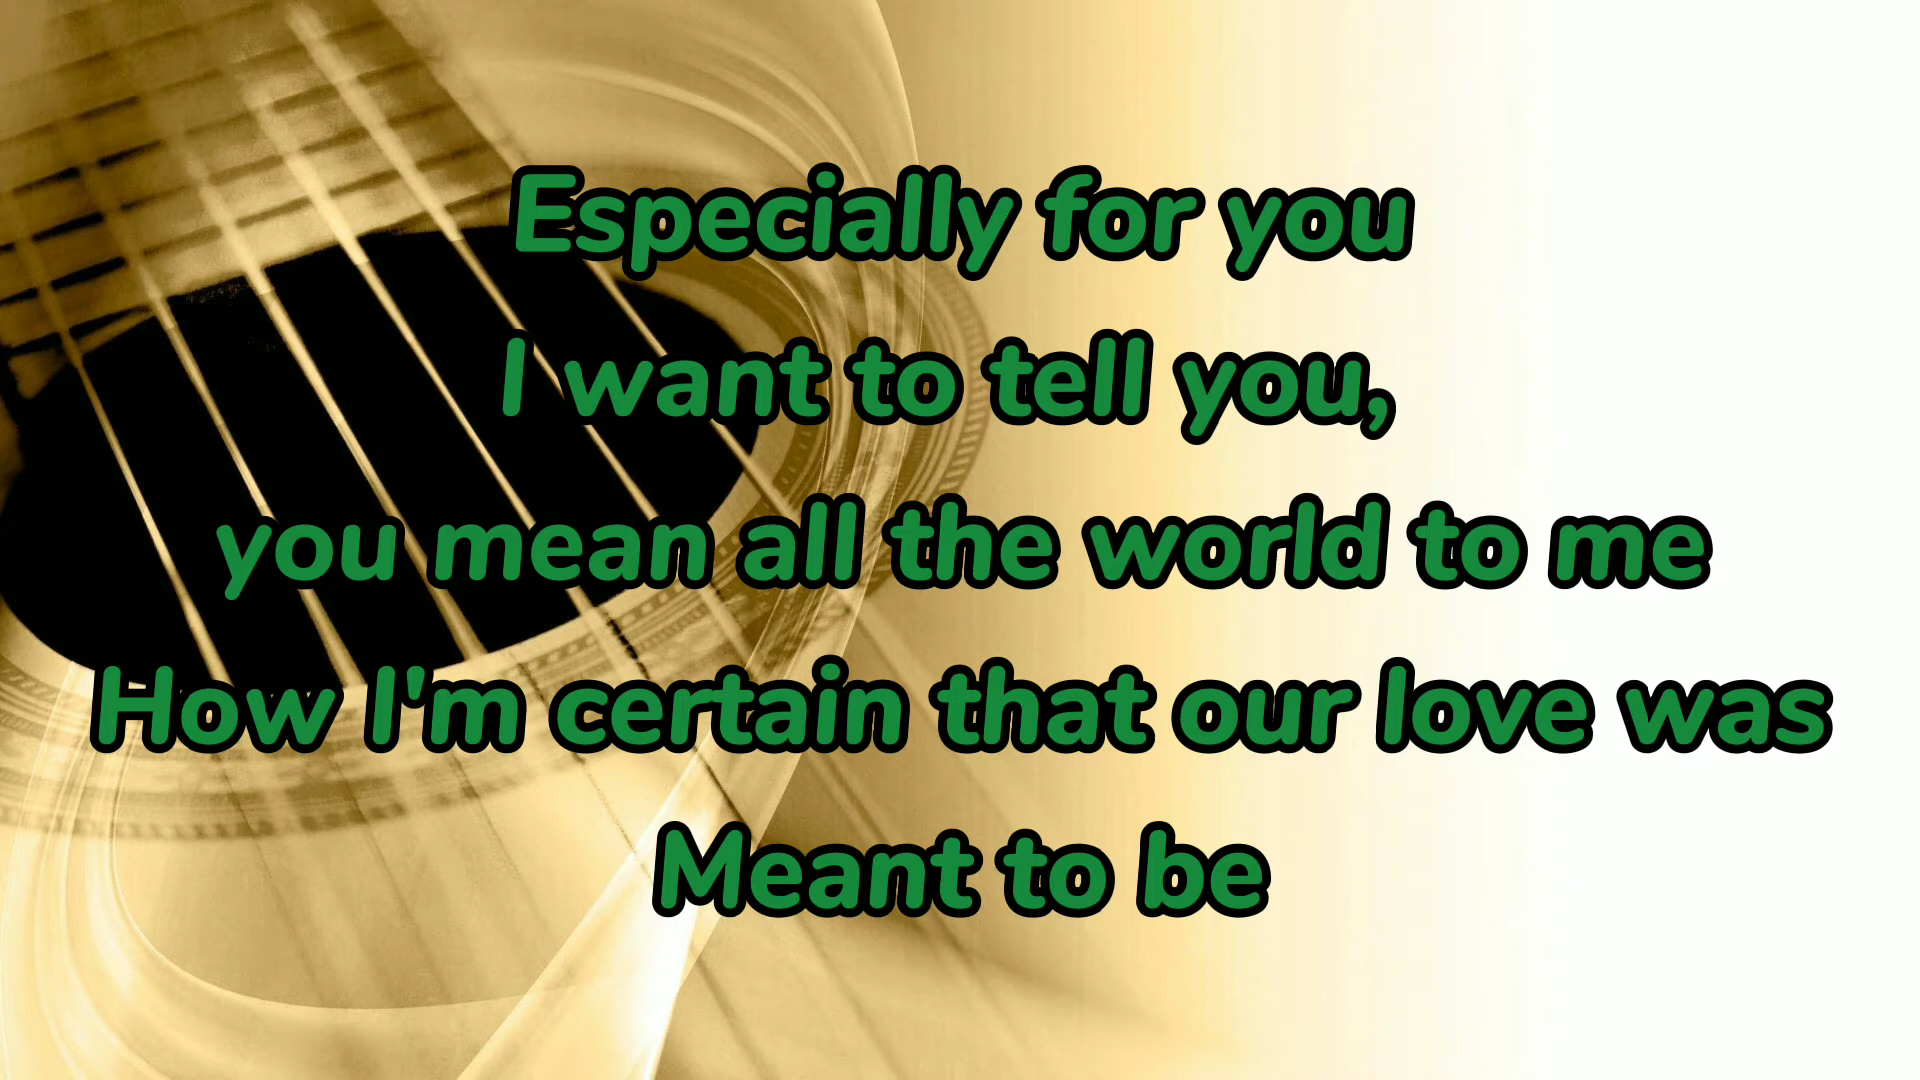 Especially for you
I want to tell you,
you mean all the world to me
How I'm certain that our love was
Meant to be